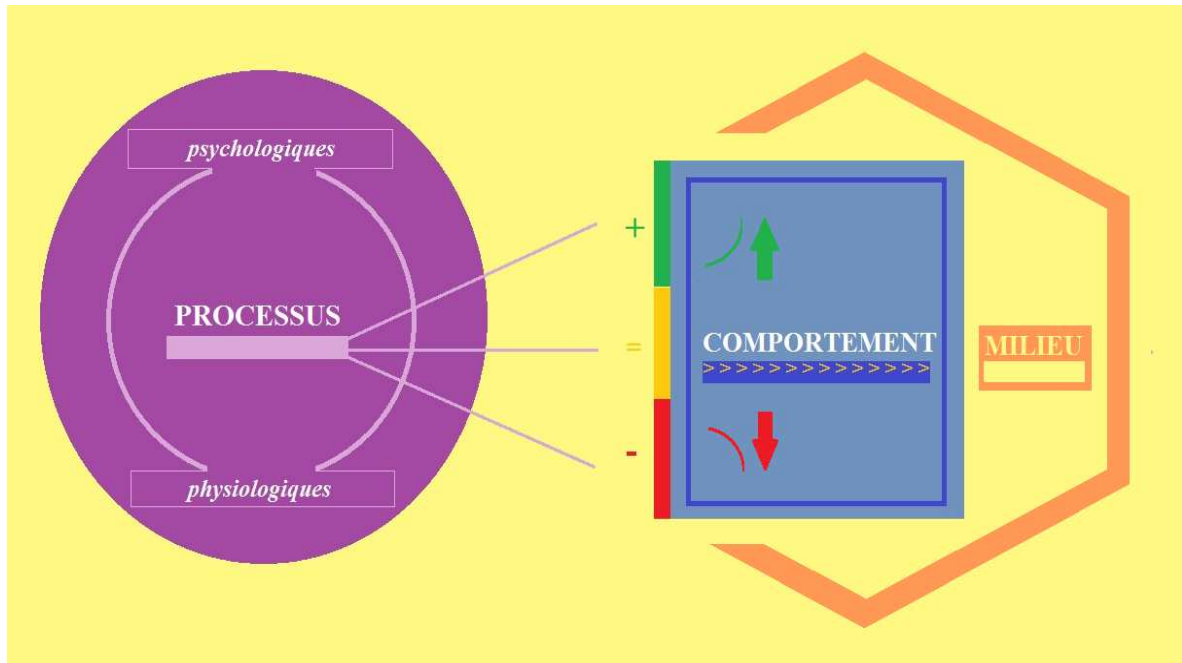 psychologiques
PROCESSUS
physiologiques
+
=
-
COMPORTEMENT
> > > > > > > > > > > > > >
MILIEU